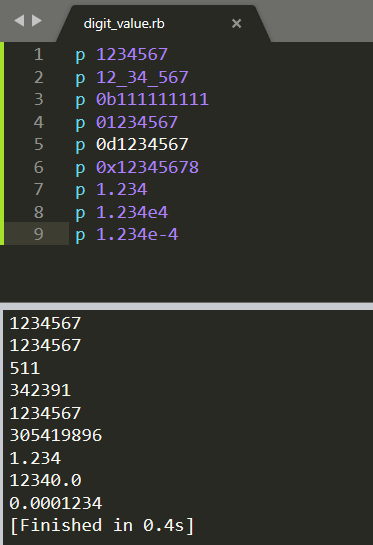 digit_value.rb ×
1 p 1234567
2 p 12_34_567
3 p 0b111111111
4 p 01234567
5 p 0d1234567
6 p 0x12345678
7 p 1.234
8 p 1.234e4
9 p 1.234e-4
1234567
1234567
511
342391
1234567
305419896
1.234
12340.0
0.0001234
[Finished in 0.4s]